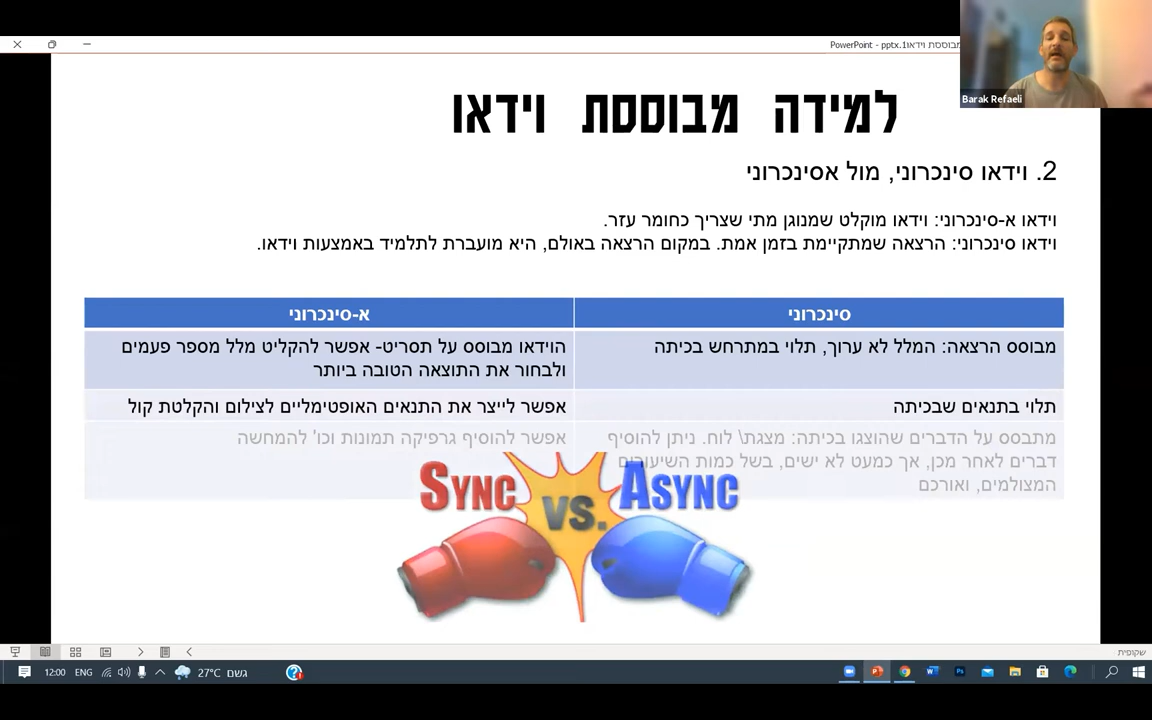 PowerPoint - pptx.1מבוססת וידאו
Barak Refaeli
למידה מבוססת וידאו
2. וידאו סינכרוני, מול אסינכרוני
וידאו א-סינכרוני: וידאו מוקלט שמנוגן מתי שצריך כחומר עזר.
וידאו סינכרוני: הרצאה שמתקיימת בזמן אמת. במקום הרצאה באולם, היא מועברת לתלמיד באמצעות וידאו.
סינכרוני
א-סינכרוני
מבוסס הרצאה: המלל לא ערוך, תלוי במתרחש בכיתה
הוידאו מבוסס על תסריט- אפשר להקליט מלל מספר פעמים
ולבחור את התוצאה הטובה ביותר
תלוי בתנאים שבכיתה
אפשר לייצר את התנאים האופטימליים לצילום והקלטת קול
מתבסס על הדברים שהוצגו בכיתה: מצגת\ לוח. ניתן להוסיף
דברים לאחר מכן, אך כמעט לא ישים, בשל כמות השיעורים
המצולמים, ואורכם
אפשר להוסיף גרפיקה תמונות וכו' להמחשה
SYNC VS. ASYNC
שקופית
12:00 ENG 27°C גשם